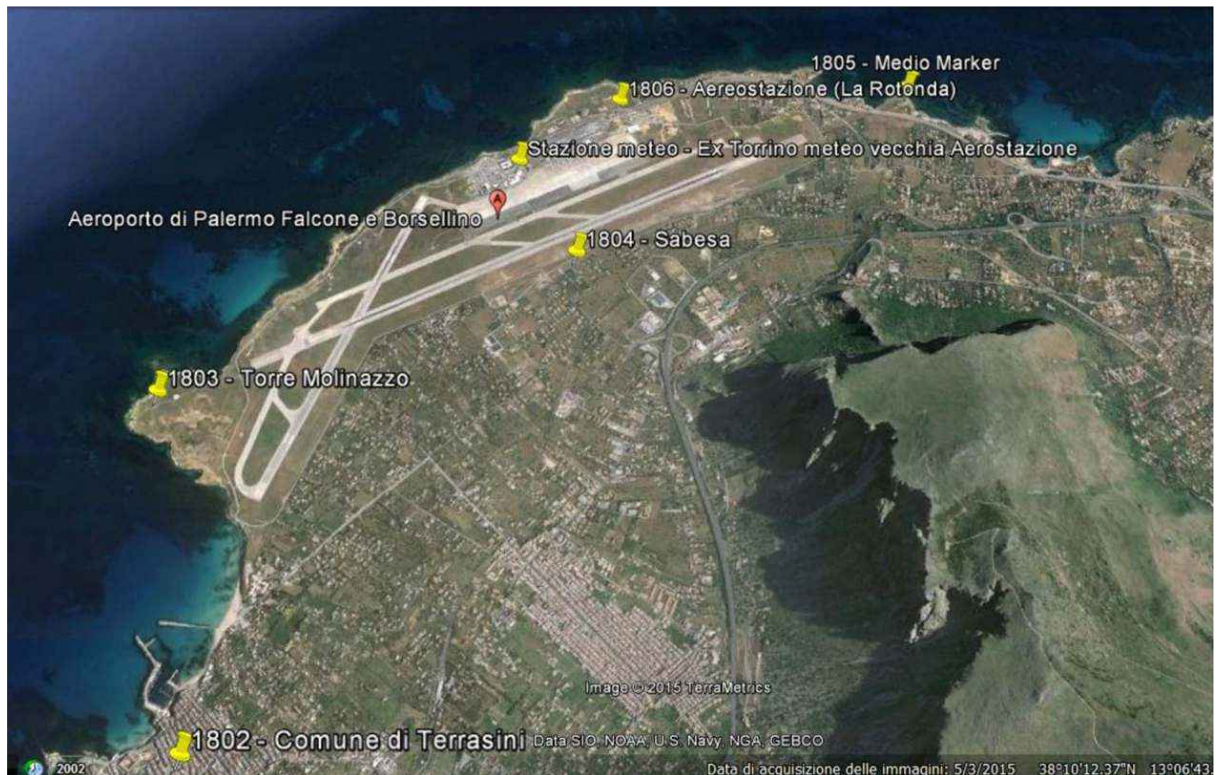 1805 - Medio Marker
1806 - Aereostazione (La Rotonda)
Stazione meteo - Ex Torrino meteo vecchia Aerostazione
A
Aeroporto di Palermo Falcone e Borsellino
1804 - Sabesa
1803 - Torre Molinazzo
Image © 2015 TerraMetrics
1802 - Comune di Terrasini
Data SIO, NOAA, U.S. Navy, NGA, GEBCO
2002
Data di acquisizione delle immagini: 5/3/2015 38°10'12.37"N 13°06'43